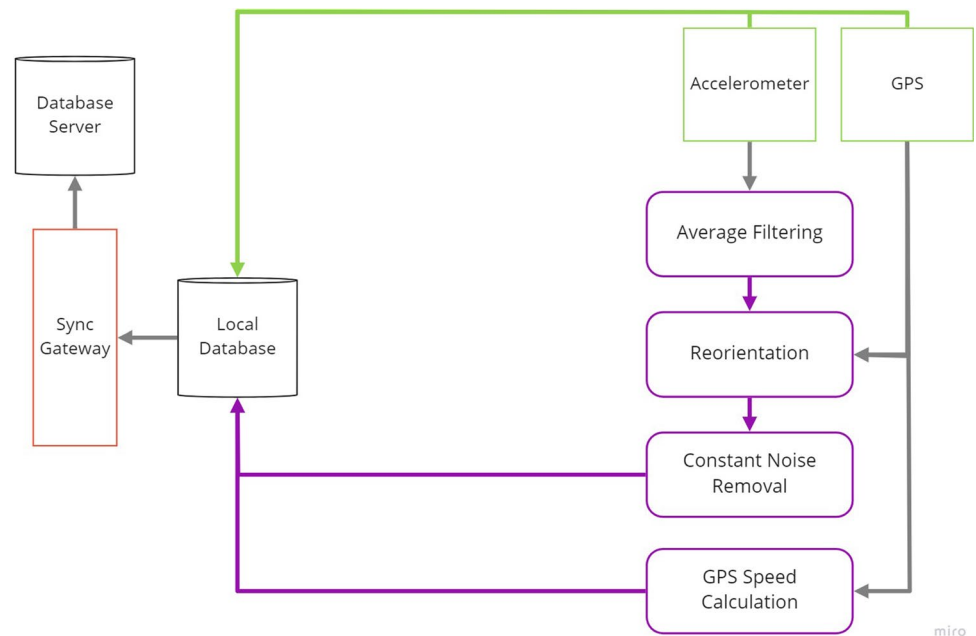 Accelerometer
GPS
Database
Server
Average Filtering
Sync
Gateway
Local
Database
Reorientation
Constant Noise
Removal
GPS Speed
Calculation
miro